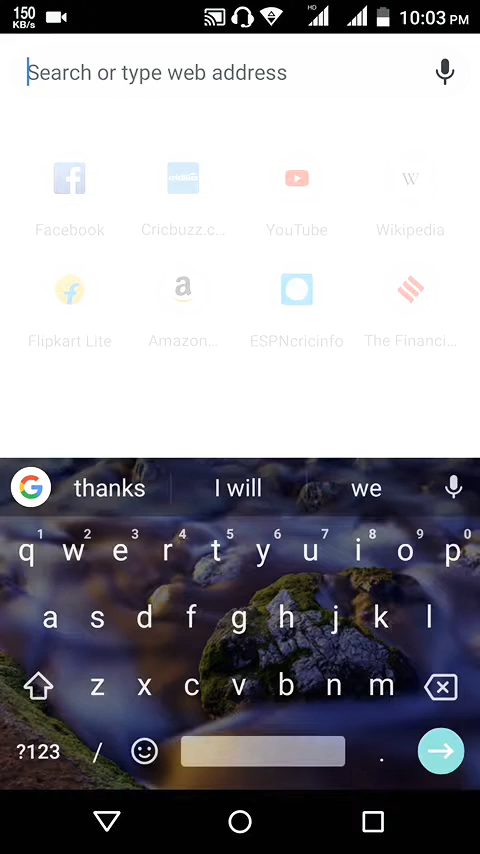 150
KB/s
HD
10:03 PM
Search or type web address
Facebook
Cricbuzz.c...
YouTube
W
Wikipedia
Flipkart Lite
Amazon...
ESPNcricinfo
The Financi...
thanks
I will
we
1 2 3 4 5 6 7 8 9 0
q w e r t y u i o p
a s d f g h j k l
z x c v b n m
?123 / .